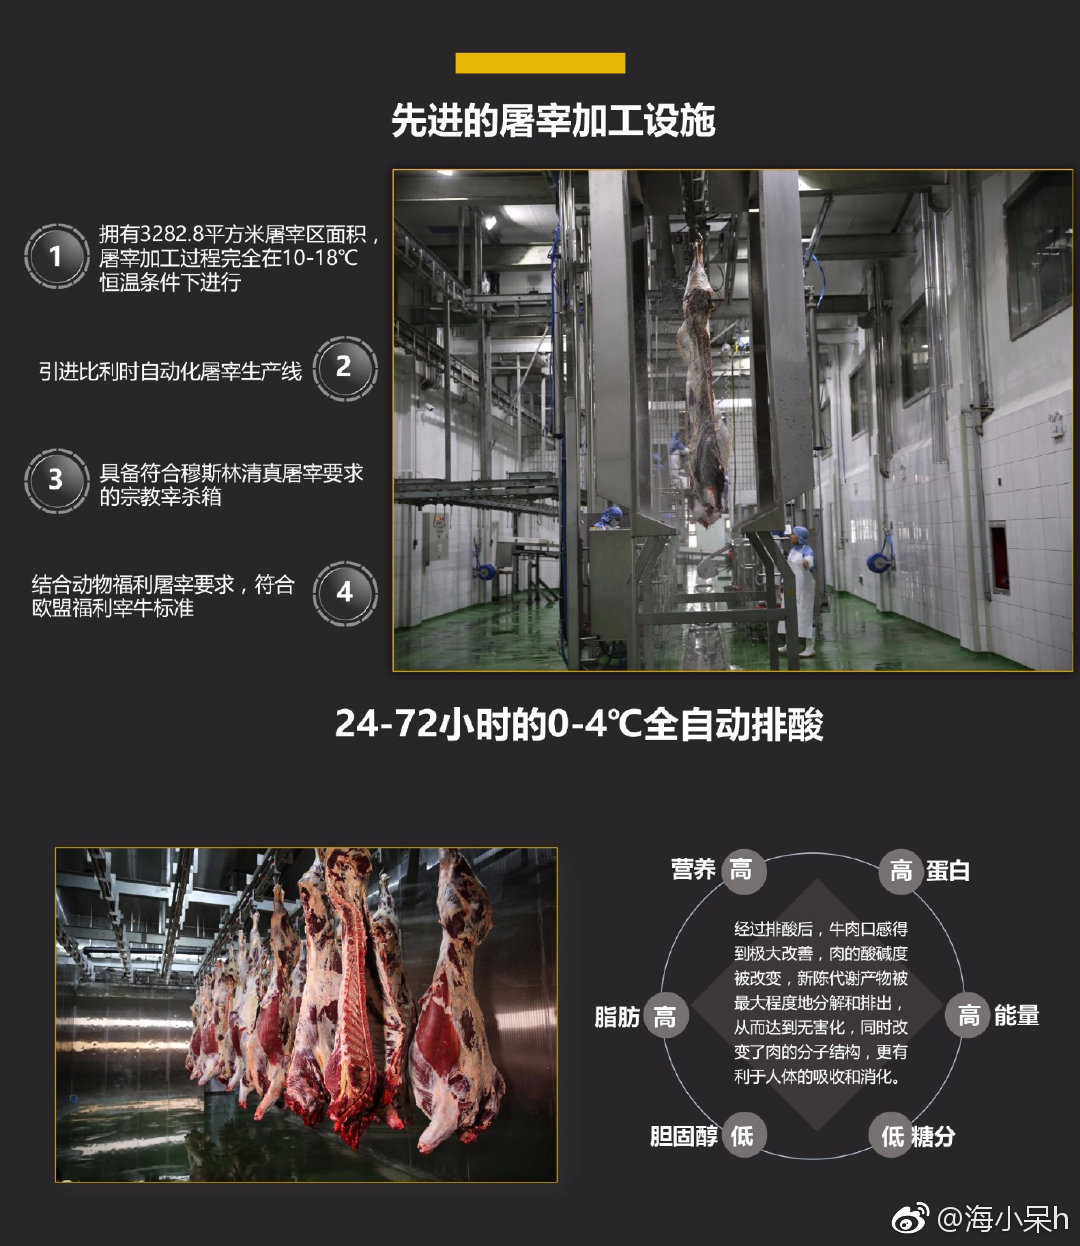 先进的屠宰加工设施
1
拥有3282.8平方米屠宰区面积，
屠宰加工过程完全在10-18℃
恒温条件下进行
引进比利时自动化屠宰生产线
2
3
具备符合穆斯林清真屠宰要求
的宗教宰杀箱
结合动物福利屠宰要求，符合
欧盟福利宰牛标准
4
24-72小时的0-4℃全自动排酸
营养 高
高 蛋白
脂肪 高
高 能量
胆固醇 低
低 糖分
经过排酸后，牛肉口感得
到极大改善，肉的酸碱度
被改变，新陈代谢产物被
最大程度地分解和排出，
从而达到无害化，同时改
变了肉的分子结构，更有
利于人体的吸收和消化。
@海小呆h